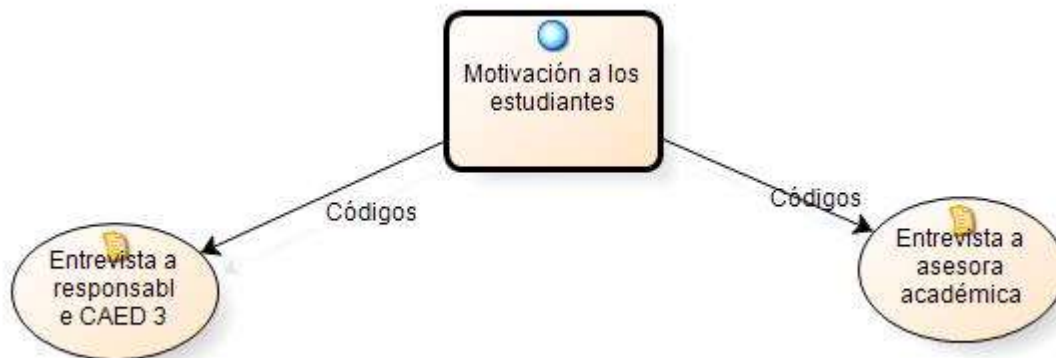 Motivación a los
estudiantes
Códigos
Códigos
Entrevista a
responsabl
e CAED 3
Entrevista a
asesora
académica